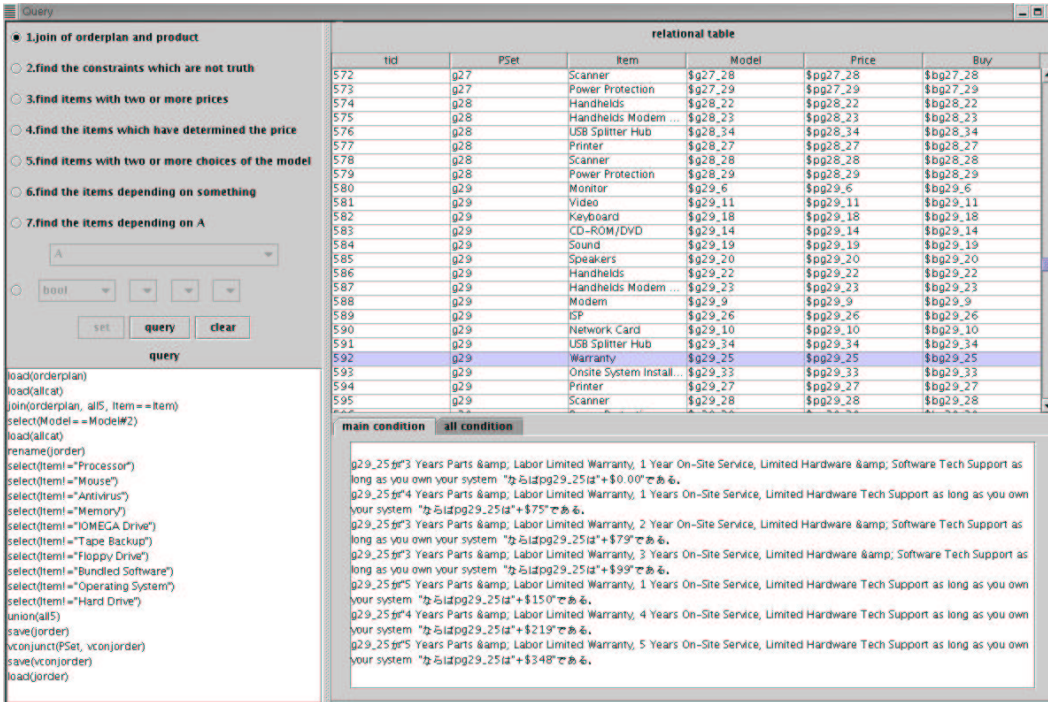 Query
1.join of orderplan and product
2.find the constraints which are not truth
3.find items with two or more prices
4.find the items which have determined the price
5.find items with two or more choices of the model
6.find the items depending on something
7.find the items depending on A
A
bool
set query clear
query
load(orderplan)
load(allcat)
join(orderplan, all5, Item==Item)
select(Model==Model#2)
load(allcat)
rename(jorder)
select(Item!="Processor")
select(Item!="Mouse")
select(Item!="Antivirus")
select(Item!="Memory")
select(Item!="IOMEGA Drive")
select(Item!="Tape Backup")
select(Item!="Floppy Drive")
select(Item!="Bundled Software")
select(Item!="Operating System")
select(Item!="Hard Drive")
union(all5)
save(jorder)
vconjunct(PSet, vconjorder)
save(vconjorder)
load(jorder)
relational table
tid PSet Item Model Price Buy
572 g27 Scanner $g27_28 $pg27_28 $bg27_28
573 g27 Power Protection $g27_29 $pg27_29 $bg27_29
574 g28 Handhelds $g28_22 $pg28_22 $bg28_22
575 g28 Handhelds Modem ... $g28_23 $pg28_23 $bg28_23
576 g28 USB Splitter Hub $g28_34 $pg28_34 $bg28_34
577 g28 Printer $g28_27 $pg28_27 $bg28_27
578 g28 Scanner $g28_28 $pg28_28 $bg28_28
579 g28 Power Protection $g28_29 $pg28_29 $bg28_29
580 g29 Monitor $g29_6 $pg29_6 $bg29_6
581 g29 Video $g29_11 $pg29_11 $bg29_11
582 g29 Keyboard $g29_18 $pg29_18 $bg29_18
583 g29 CD-ROM/DVD $g29_14 $pg29_14 $bg29_14
584 g29 Sound $g29_19 $pg29_19 $bg29_19
585 g29 Speakers $g29_20 $pg29_20 $bg29_20
586 g29 Handhelds $g29_22 $pg29_22 $bg29_22
587 g29 Handhelds Modem ... $g29_23 $pg29_23 $bg29_23
588 g29 Modem $g29_9 $pg29_9 $bg29_9
589 g29 ISP $g29_26 $pg29_26 $bg29_26
590 g29 Network Card $g29_10 $pg29_10 $bg29_10
591 g29 USB Splitter Hub $g29_34 $pg29_34 $bg29_34
592 g29 Warranty $g29_25 $pg29_25 $bg29_25
593 g29 Onsite System Install... $g29_33 $pg29_33 $bg29_33
594 g29 Printer $g29_27 $pg29_27 $bg29_27
595 g29 Scanner $g29_28 $pg29_28 $bg29_28
main condition all condition
g29_25が"3 Years Parts &amp; Labor Limited Warranty, 1 Year On-Site Service, Limited Hardware &amp; Software Tech Support as
long as you own your system "ならばpg29_25は"+$0.00"である。
g29_25が"4 Years Parts &amp; Labor Limited Warranty, 1 Years On-Site Service, Limited Hardware Tech Support as long as you own
your system "ならばpg29_25は"+$75"である。
g29_25が"3 Years Parts &amp; Labor Limited Warranty, 2 Year On-Site Service, Limited Hardware &amp; Software Tech Support as
long as you own your system "ならばpg29_25は"+$79"である。
g29_25が"3 Years Parts &amp; Labor Limited Warranty, 3 Years On-Site Service, Limited Hardware &amp; Software Tech Support as
long as you own your system "ならばpg29_25は"+$99"である。
g29_25が"5 Years Parts &amp; Labor Limited Warranty, 1 Years On-Site Service, Limited Hardware Tech Support as long as you own
your system "ならばpg29_25は"+$150"である。
g29_25が"4 Years Parts &amp; Labor Limited Warranty, 4 Years On-Site Service, Limited Hardware Tech Support as long as you own
your system "ならばpg29_25は"+$219"である。
g29_25が"5 Years Parts &amp; Labor Limited Warranty, 5 Years On-Site Service, Limited Hardware Tech Support as long as you own
your system "ならばpg29_25は"+$348"である。